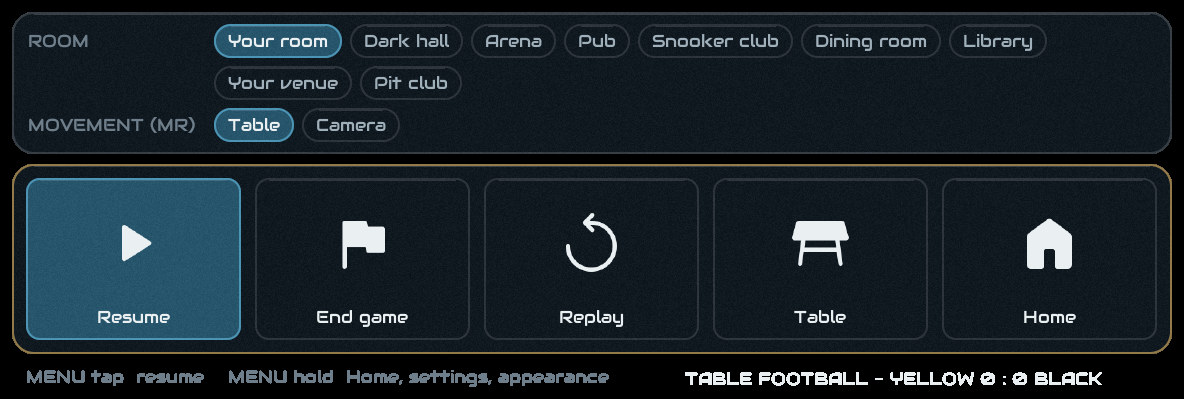 ROOM Your room Dark hall Arena Pub Snooker club Dining room Library
Your venue Pit club
MOVEMENT (MR) Table Camera
Resume End game Replay Table Home
MENU tap resume MENU hold Home, settings, appearance TABLE FOOTBALL - YELLOW 0 : 0 BLACK